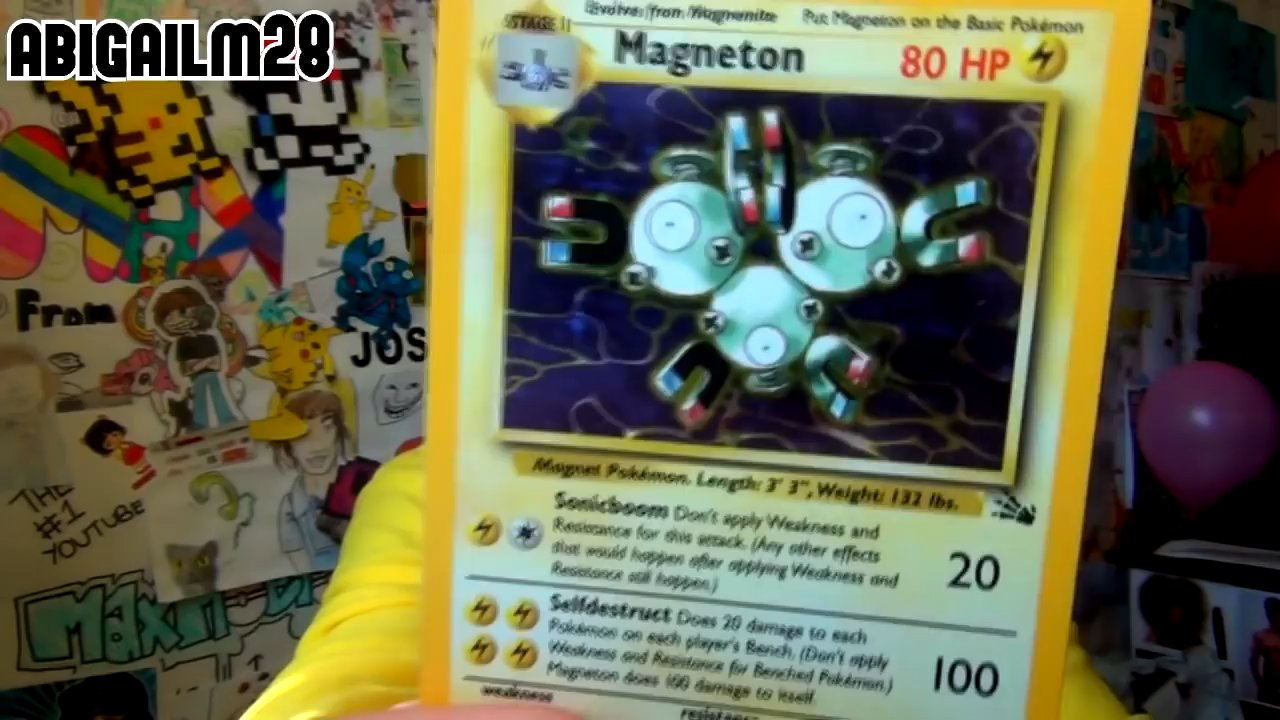 ABIGAILM28
STAGE 1
Evolves from Magnemite
Put Magneton on the Basic Pokémon
Magneton
80 HP
MAX
From
JOS
THE
#1
YOUTUBE
Magnet Pokémon. Length: 3' 3", Weight: 132 lbs.
Sonicboom Don't apply Weakness and
Resistance for this attack. (Any other effects
that would happen after applying Weakness and
Resistance still happen.)
20
Selfdestruct Does 20 damage to each
Pokémon on each player's Bench. (Don't apply
Weakness and Resistance for Benched Pokémon.)
Magneton does 100 damage to itself.
100
weakness
resistance